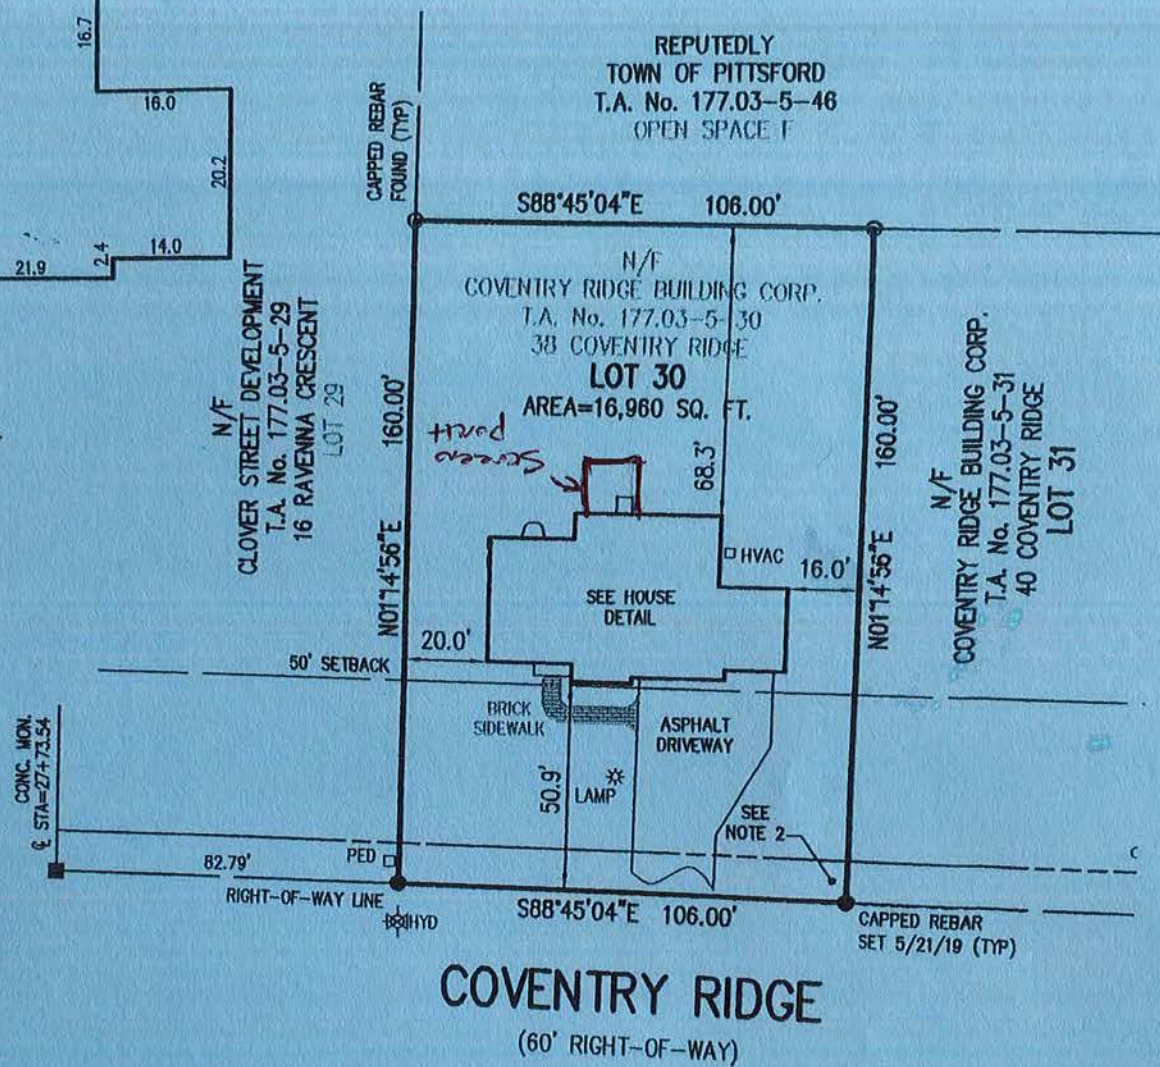 16.7
16.0
20.2
14.0
2.4
21.9
CAPPED REBAR
FOUND (TYP)
REPUTEDLY
TOWN OF PITTSFORD
T.A. No. 177.03-5-46
OPEN SPACE F
S88°45'04"E 106.00'
N/F
COVENTRY RIDGE BUILDING CORP.
T.A. No. 177.03-5-30
38 COVENTRY RIDGE
LOT 30
AREA=16,960 SQ. FT.
N/F
CLOVER STREET DEVELOPMENT
T.A. No. 177.03-5-29
16 RAVENNA CRESCENT
LOT 29
N01°14'56"E 160.00'
Screen
porch
68.3'
HVAC
16.0'
SEE HOUSE
DETAIL
20.0'
N01°14'56"E 160.00'
N/F
COVENTRY RIDGE BUILDING CORP.
T.A. No. 177.03-5-31
40 COVENTRY RIDGE
LOT 31
50' SETBACK
BRICK
SIDEWALK
ASPHALT
DRIVEWAY
50.9'
LAMP
SEE
NOTE 2
CONC. MON.
℄ STA=27+73.54
82.79'
PED
RIGHT-OF-WAY LINE
HYD
S88°45'04"E 106.00'
CAPPED REBAR
SET 5/21/19 (TYP)
COVENTRY RIDGE
(60' RIGHT-OF-WAY)